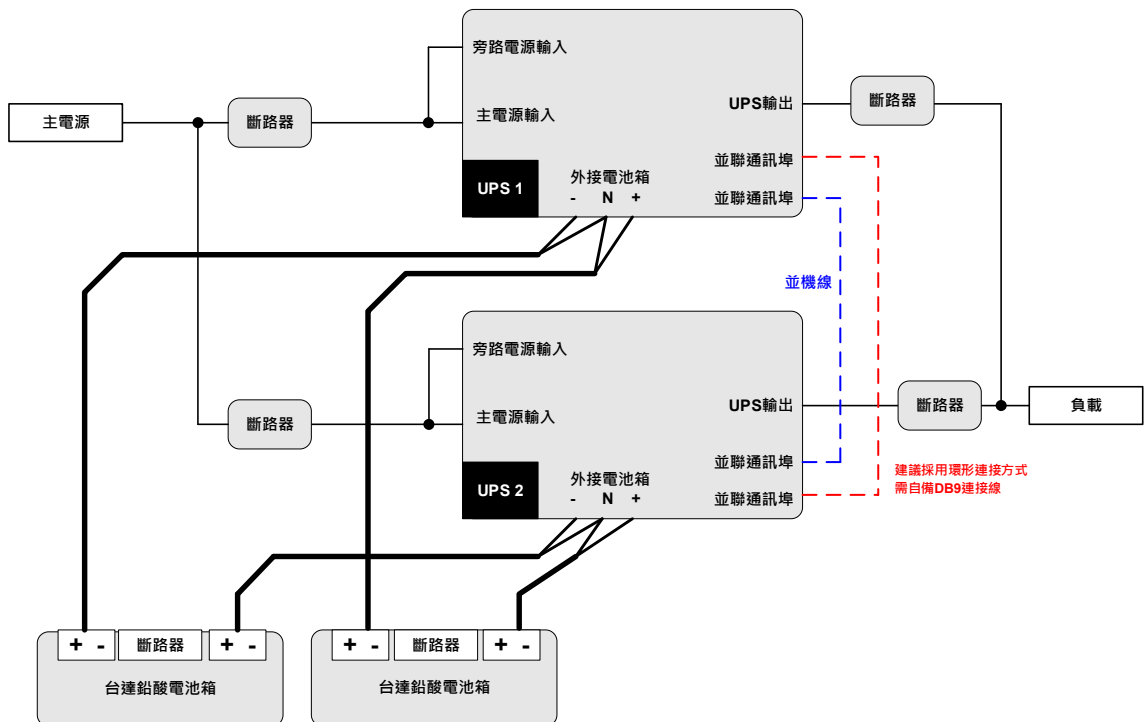 旁路電源輸入
主電源
斷路器
主電源輸入
UPS輸出
斷路器
並聯通訊埠
UPS 1
外接電池箱
- N +
並聯通訊埠
並機線
旁路電源輸入
斷路器
主電源輸入
UPS輸出
斷路器
負載
並聯通訊埠
UPS 2
外接電池箱
- N +
並聯通訊埠
建議採用環形連接方式
需自備DB9連接線
+ - 斷路器 + -
台達鉛酸電池箱
+ - 斷路器 + -
台達鉛酸電池箱